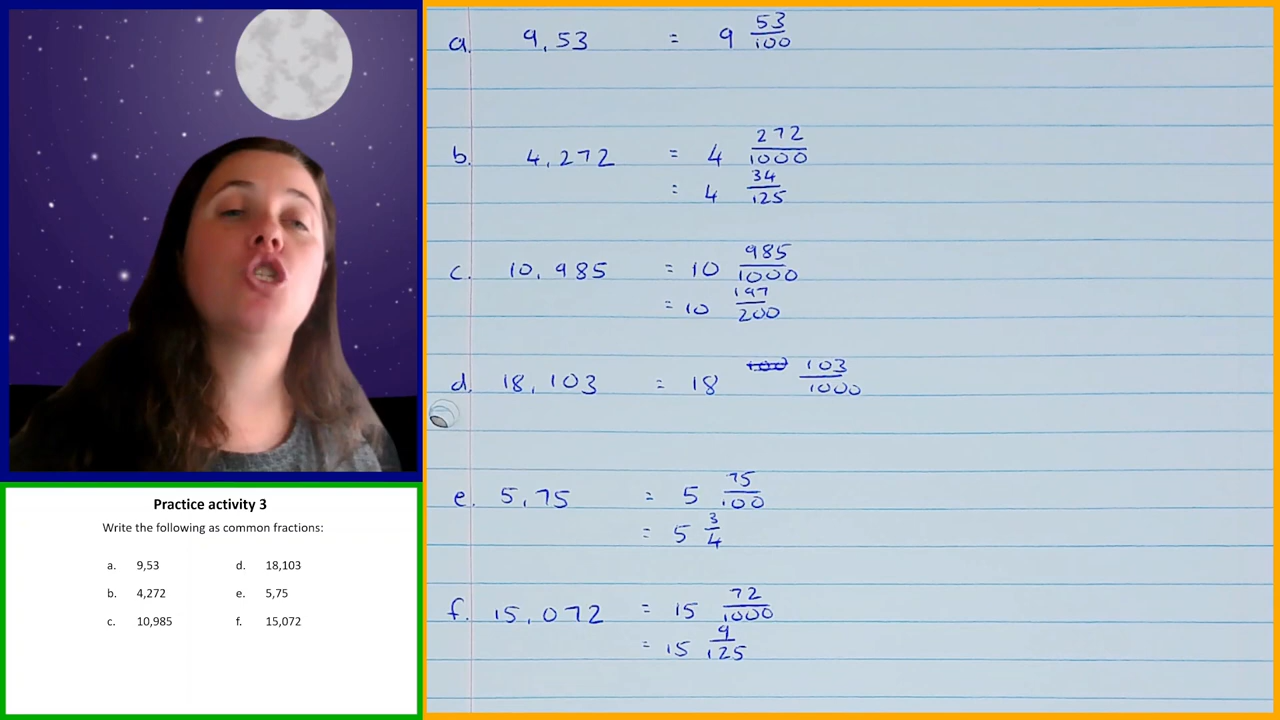 a. 9,53 = 9 53/100
b. 4,272 = 4 272/1000
= 4 34/125
c. 10,985 = 10 985/1000
= 10 197/200
d. 18,103 = 18 103/1000
e. 5,75 = 5 75/100
= 5 3/4
f. 15,072 = 15 72/1000
= 15 9/125
Practice activity 3
Write the following as common fractions:
a. 9,53 d. 18,103
b. 4,272 e. 5,75
c. 10,985 f. 15,072